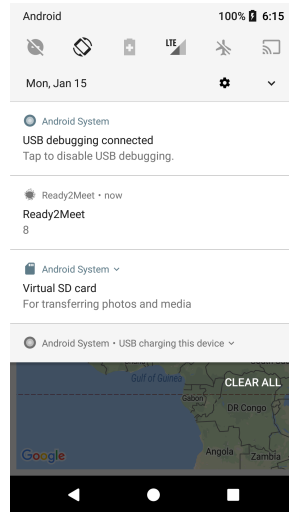 Android 100% 6:15
LTE
Mon, Jan 15
Android System
USB debugging connected
Tap to disable USB debugging.
Ready2Meet • now
Ready2Meet
8
Android System
Virtual SD card
For transferring photos and media
Android System • USB charging this device
Gulf of Guinea
CLEAR ALL
Gabon
DR Congo
Google
Angola
Zambia